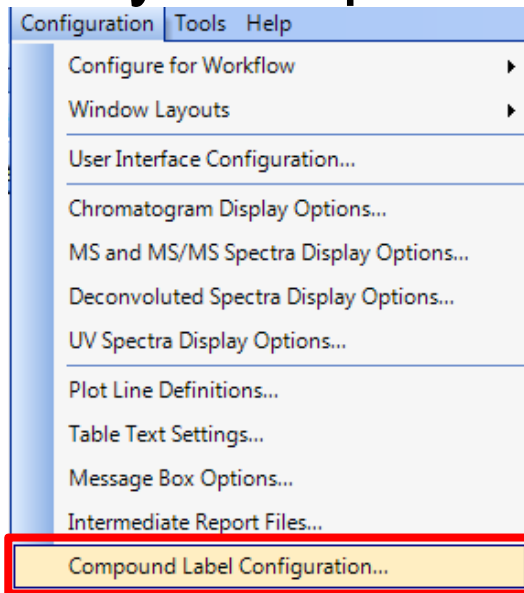 Configuration Tools Help
Configure for Workflow
Window Layouts
User Interface Configuration...
Chromatogram Display Options...
MS and MS/MS Spectra Display Options...
Deconvoluted Spectra Display Options...
UV Spectra Display Options...
Plot Line Definitions...
Table Text Settings...
Message Box Options...
Intermediate Report Files...
Compound Label Configuration...